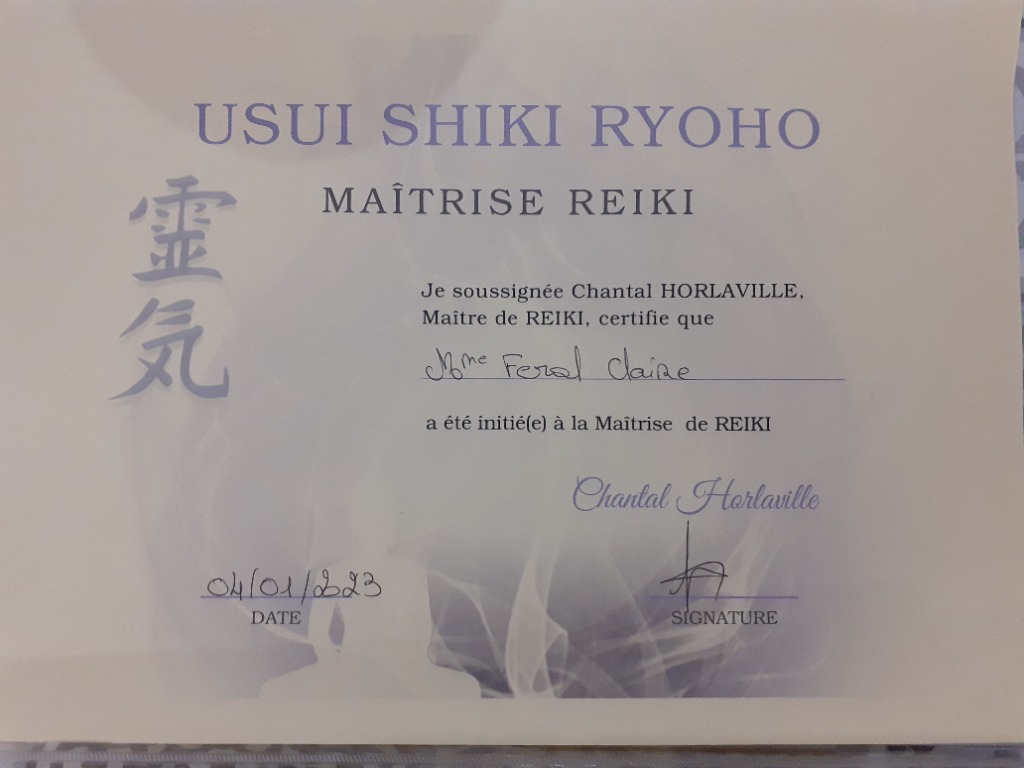 USUI SHIKI RYOHO
MAÎTRISE REIKI
靈
気
Je soussignée Chantal HORLAVILLE,
Maître de REIKI, certifie que
Mme Feral Claire
a été initié(e) à la Maîtrise de REIKI
Chantal Horlaville
04/01/2023
DATE
SIGNATURE